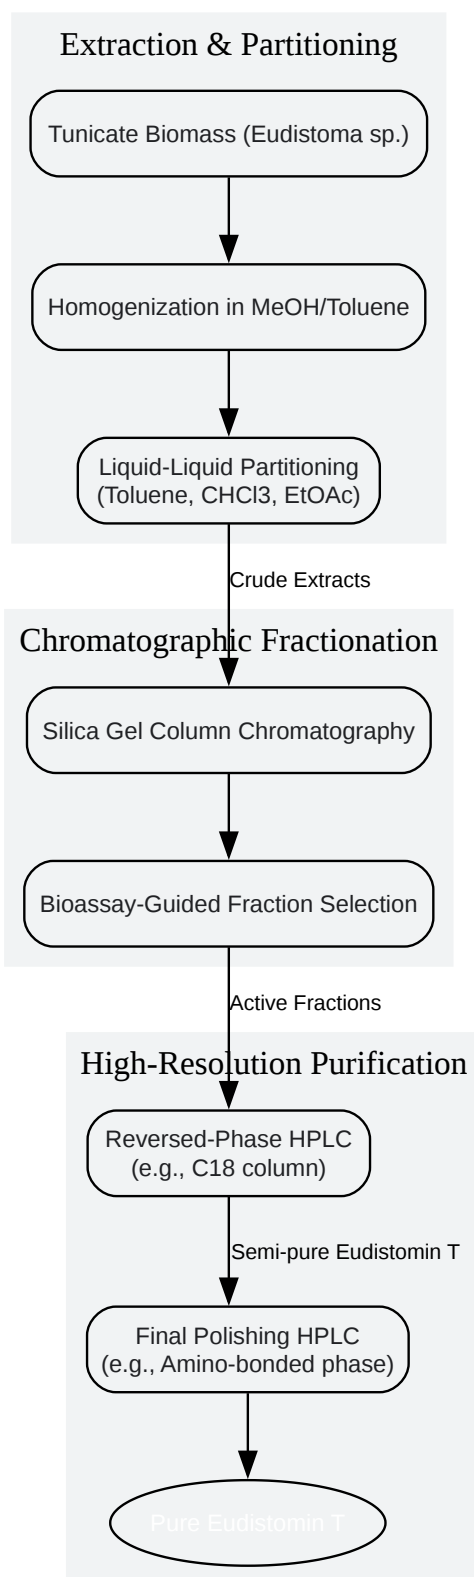 Extraction & Partitioning
Tunicate Biomass (Eudistoma sp.)
Homogenization in MeOH/Toluene
Liquid-Liquid Partitioning
(Toluene, CHCl3, EtOAc)
Crude Extracts
Chromatographic Fractionation
Silica Gel Column Chromatography
Bioassay-Guided Fraction Selection
Active Fractions
High-Resolution Purification
Reversed-Phase HPLC
(e.g., C18 column)
Semi-pure Eudistomin T
Final Polishing HPLC
(e.g., Amino-bonded phase)
Pure Eudistomin T